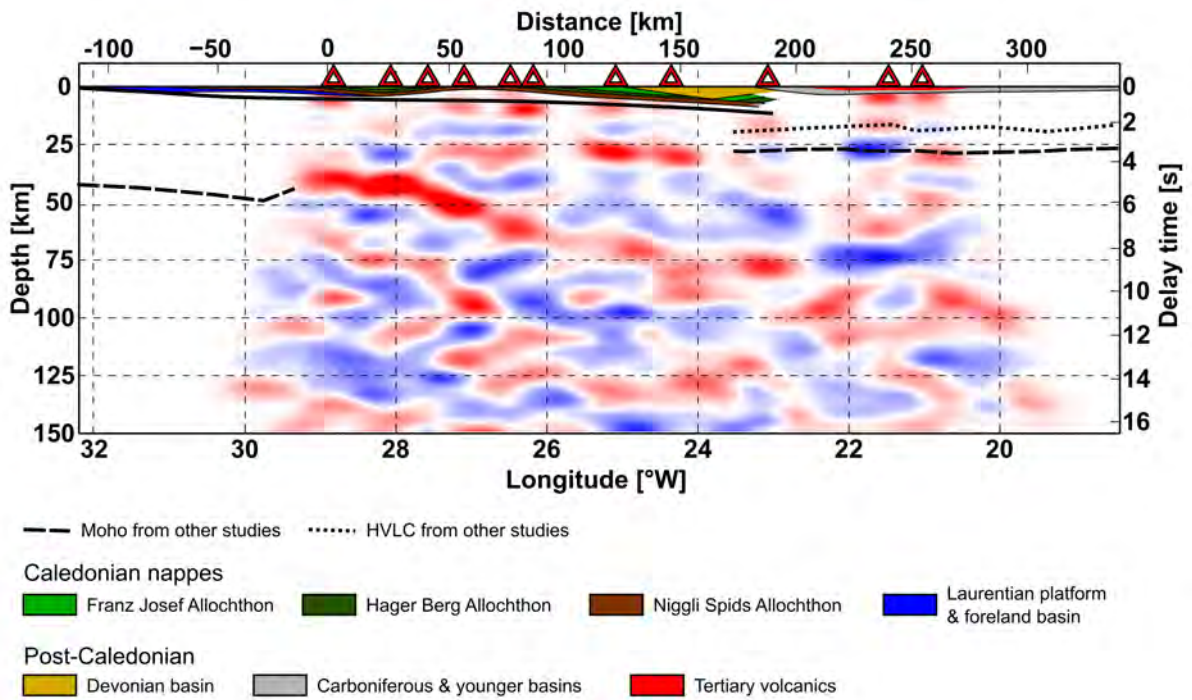 Distance [km]
-100 −50 0 50 100 150 200 250 300
0 0
25 2
50 4
75 6
100 8
125 10
150 12
14
16
Depth [km]
Delay time [s]
32 30 28 26 24 22 20
Longitude [°W]
Moho from other studies HVLC from other studies
Caledonian nappes
Franz Josef Allochthon Hager Berg Allochthon Niggli Spids Allochthon Laurentian platform
& foreland basin
Post-Caledonian
Devonian basin Carboniferous & younger basins Tertiary volcanics